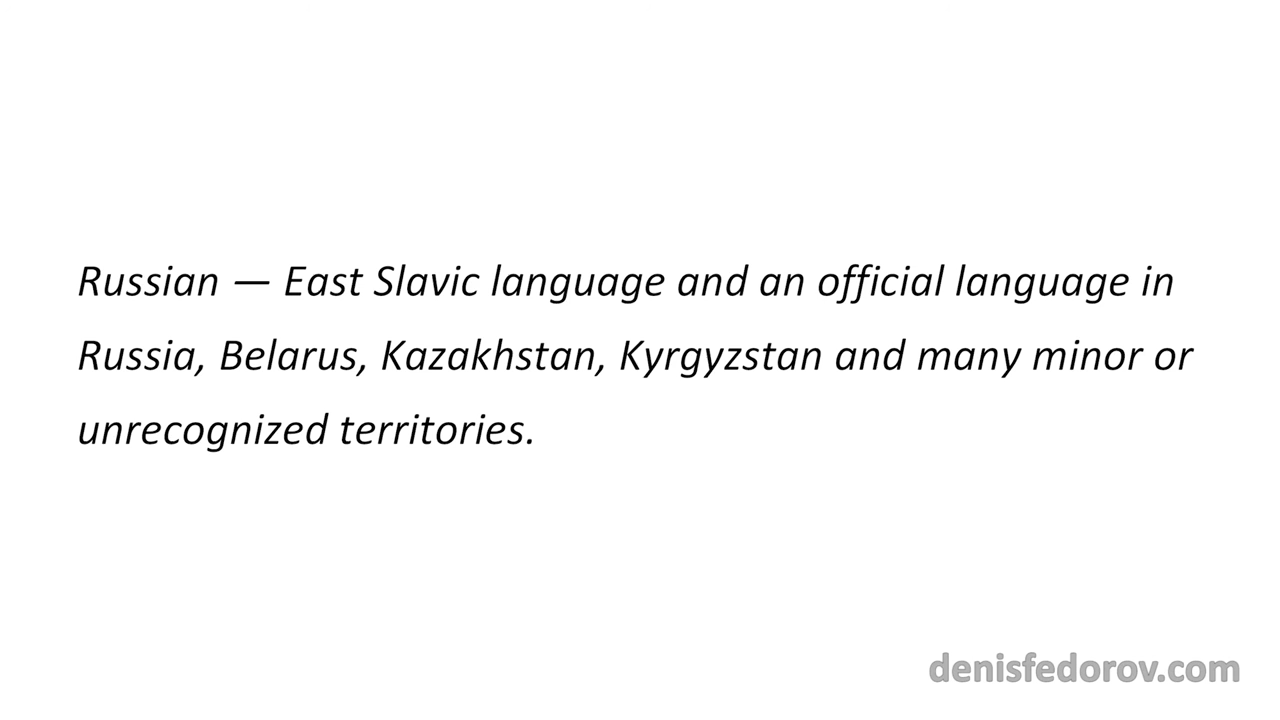 Russian — East Slavic language and an official language in
Russia, Belarus, Kazakhstan, Kyrgyzstan and many minor or
unrecognized territories.
denisfedorov.com